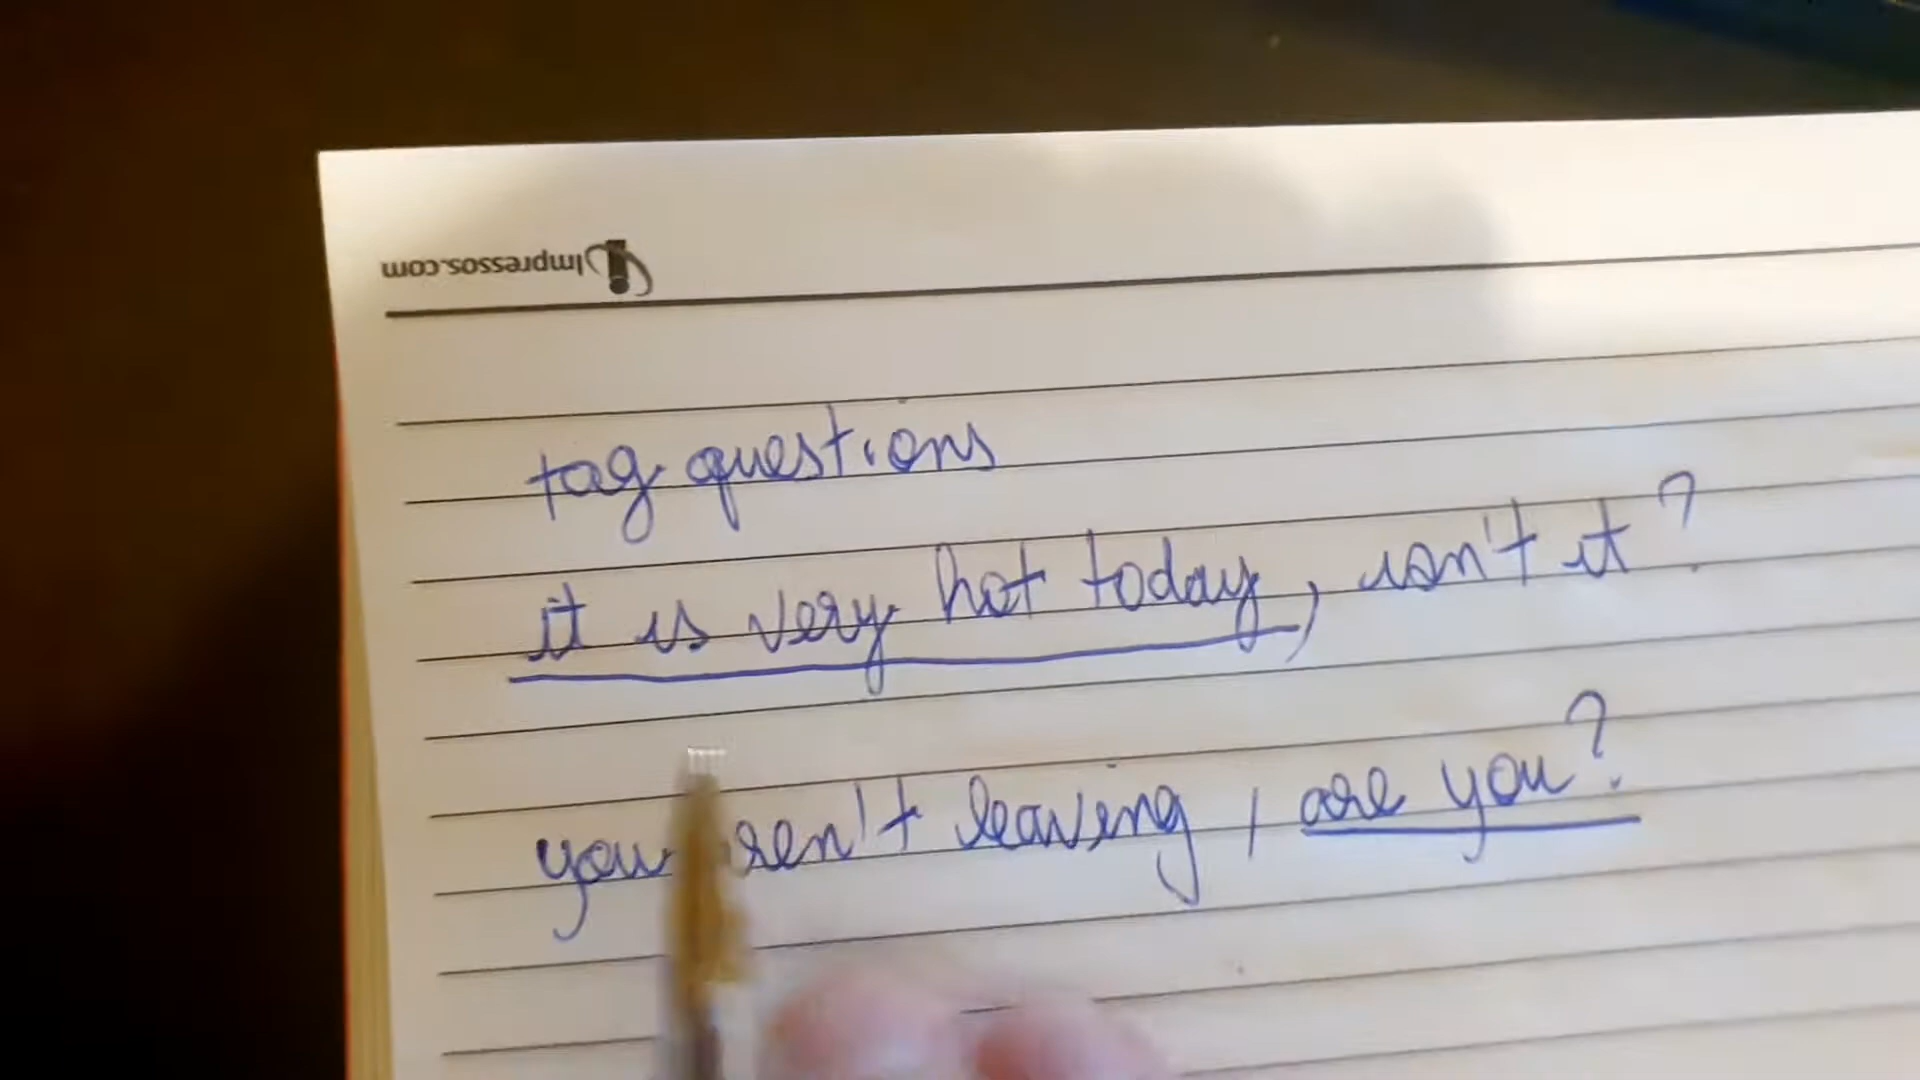 Impressos.com
tag questions
it is very hot today, isn't it?
you aren't leaving, are you?